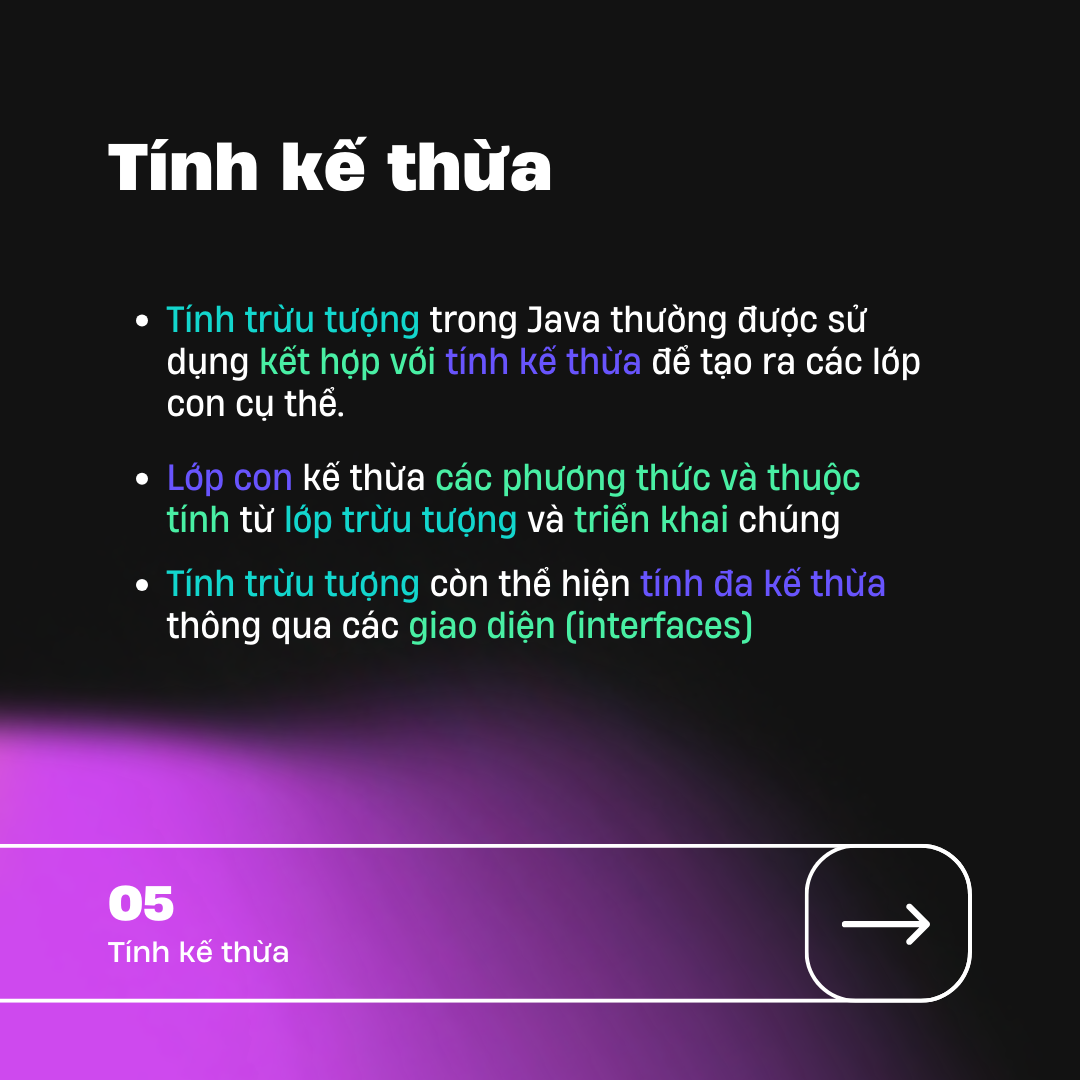 Tính kế thừa
• Tính trừu tượng trong Java thường được sử
dụng kết hợp với tính kế thừa để tạo ra các lớp
con cụ thể.
• Lớp con kế thừa các phương thức và thuộc
tính từ lớp trừu tượng và triển khai chúng
• Tính trừu tượng còn thể hiện tính đa kế thừa
thông qua các giao diện (interfaces)
05
Tính kế thừa